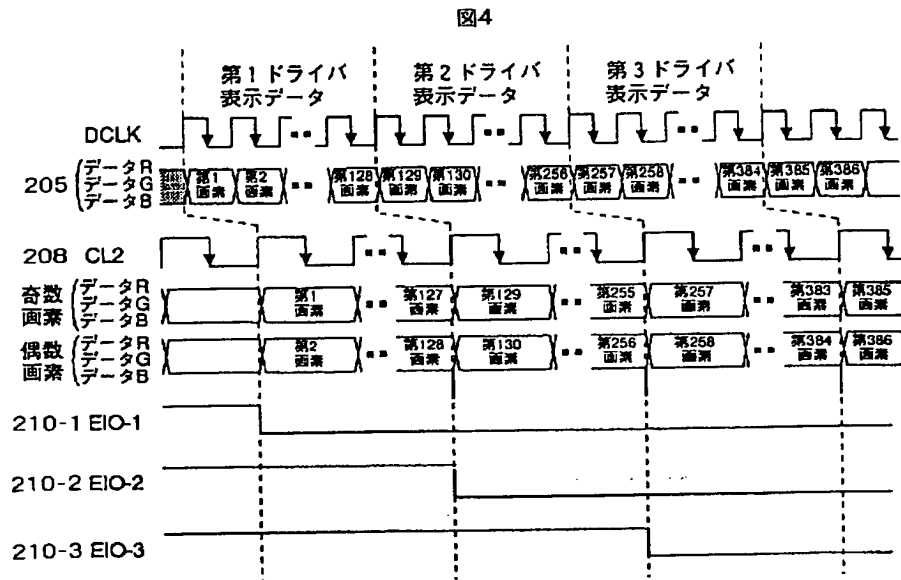 図4
第1ドライバ 第2ドライバ 第3ドライバ
表示データ 表示データ 表示データ
DCLK
205 データR
データG
データB
第1画素 第2画素 第128画素 第129画素 第130画素 第256画素 第257画素 第258画素 第384画素 第385画素 第386画素
208 CL2
奇数画素 データR
データG
データB
第1画素 第127画素 第129画素 第255画素 第257画素 第383画素 第385画素
偶数画素 データR
データG
データB
第2画素 第128画素 第130画素 第256画素 第258画素 第384画素 第386画素
210-1 EIO-1
210-2 EIO-2
210-3 EIO-3